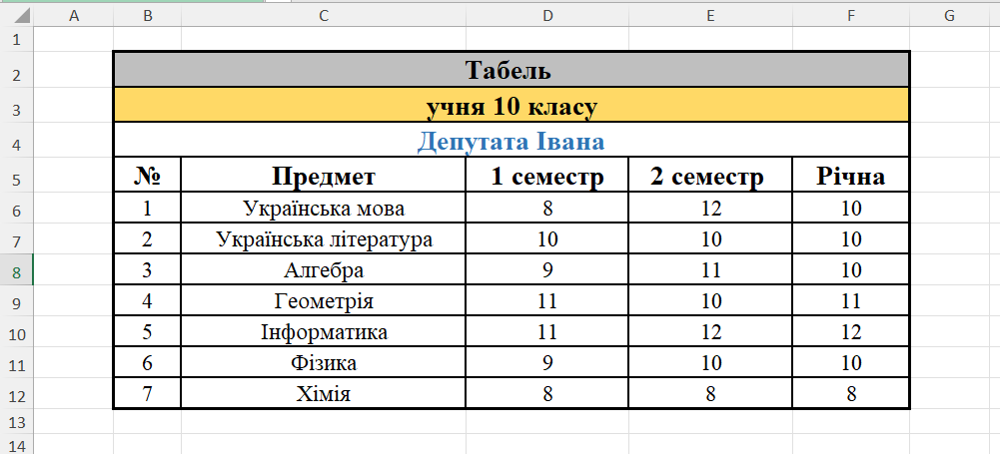 A B C D E F G
1
2 Табель
3 учня 10 класу
4 Депутата Івана
5 № Предмет 1 семестр 2 семестр Річна
6 1 Українська мова 8 12 10
7 2 Українська література 10 10 10
8 3 Алгебра 9 11 10
9 4 Геометрія 11 10 11
10 5 Інформатика 11 12 12
11 6 Фізика 9 10 10
12 7 Хімія 8 8 8
13
14